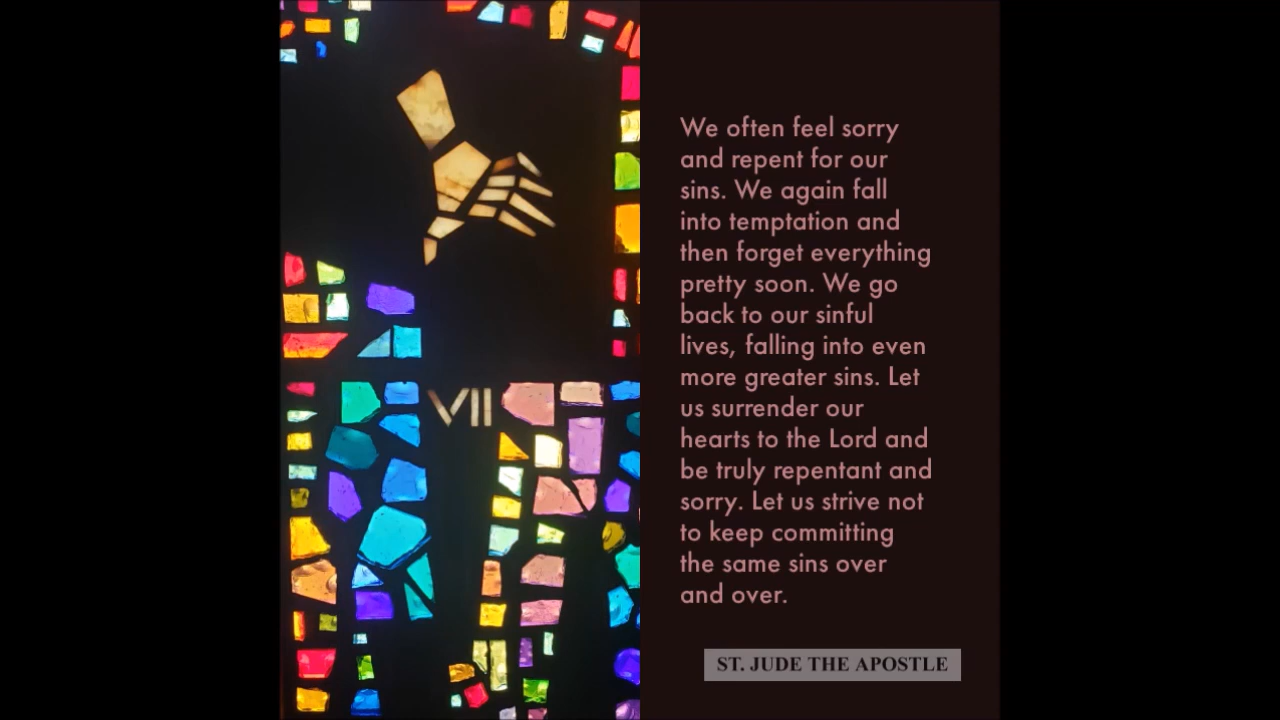 VII
We often feel sorry
and repent for our
sins. We again fall
into temptation and
then forget everything
pretty soon. We go
back to our sinful
lives, falling into even
more greater sins. Let
us surrender our
hearts to the Lord and
be truly repentant and
sorry. Let us strive not
to keep committing
the same sins over
and over.
ST. JUDE THE APOSTLE